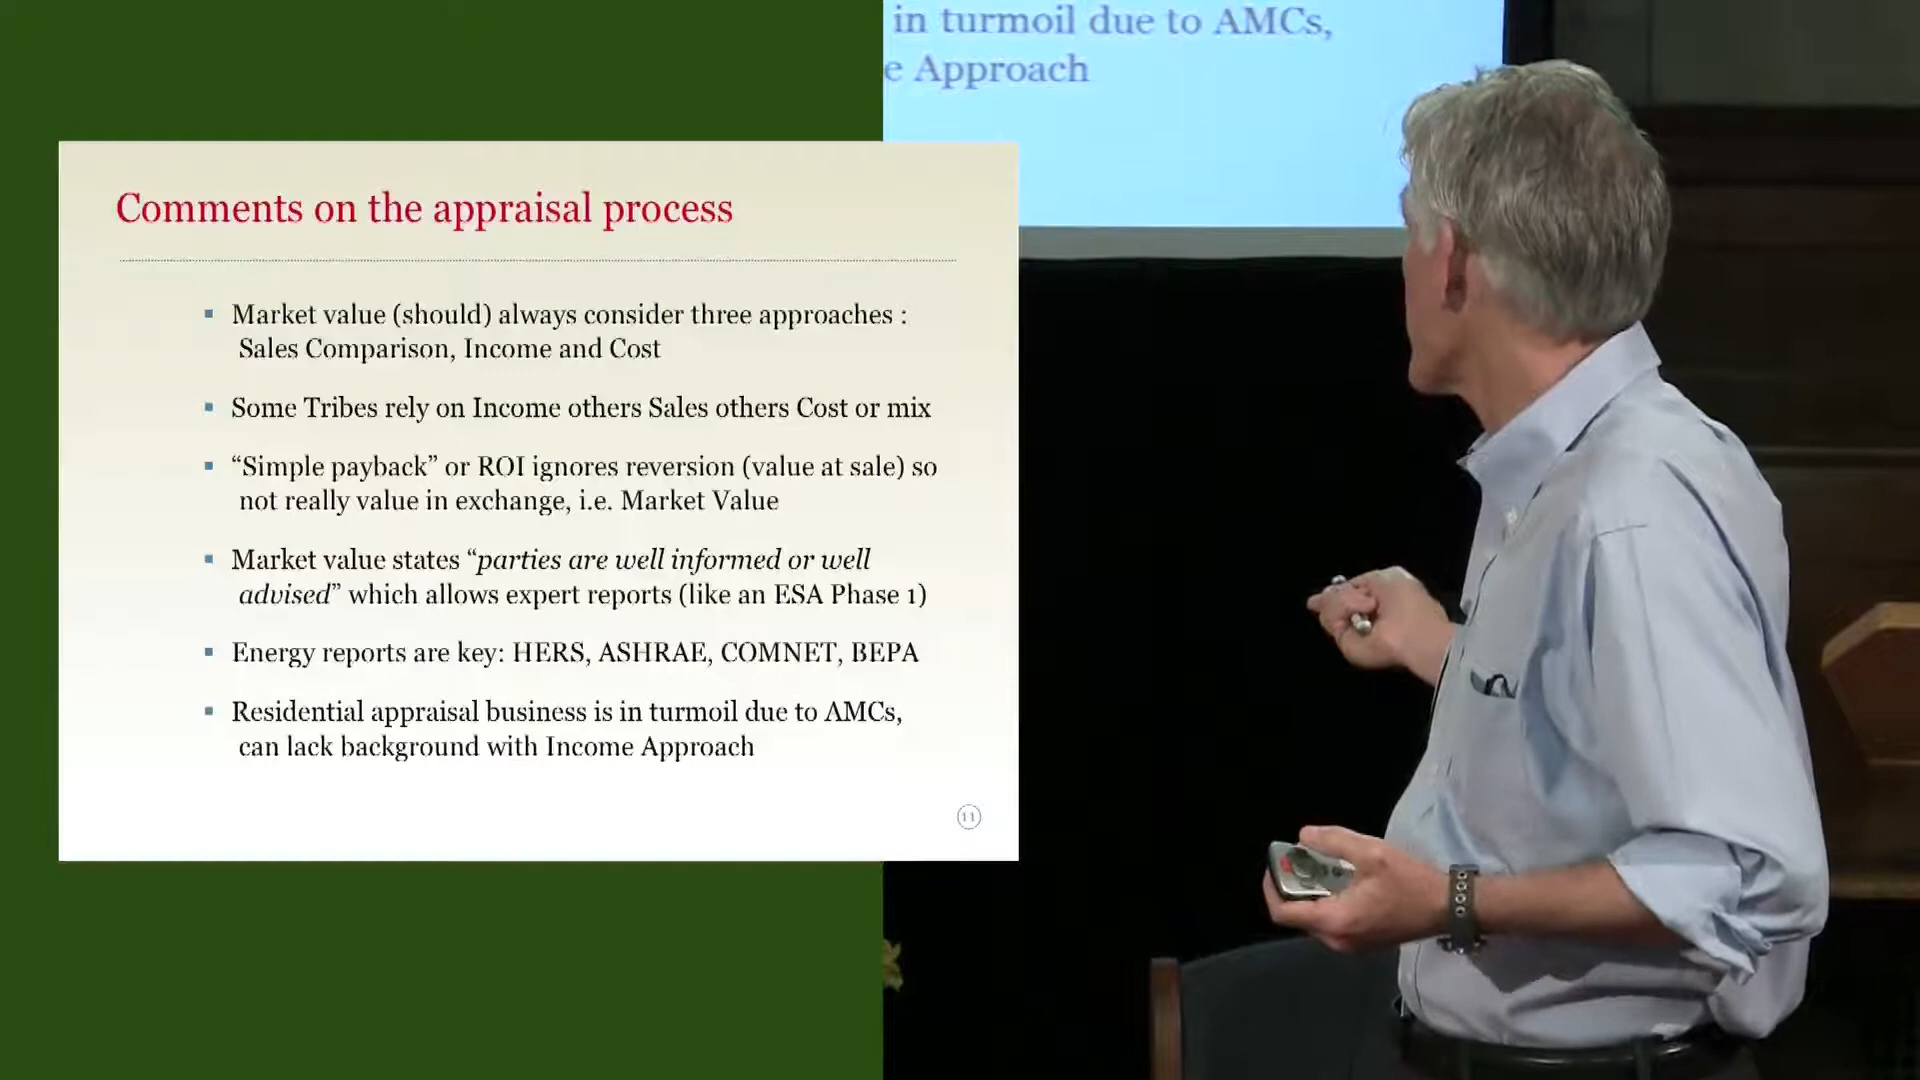 in turmoil due to AMCs,
e Approach
Comments on the appraisal process
Market value (should) always consider three approaches :
Sales Comparison, Income and Cost
Some Tribes rely on Income others Sales others Cost or mix
“Simple payback” or ROI ignores reversion (value at sale) so
not really value in exchange, i.e. Market Value
Market value states “parties are well informed or well
advised” which allows expert reports (like an ESA Phase 1)
Energy reports are key: HERS, ASHRAE, COMNET, BEPA
Residential appraisal business is in turmoil due to AMCs,
can lack background with Income Approach
11